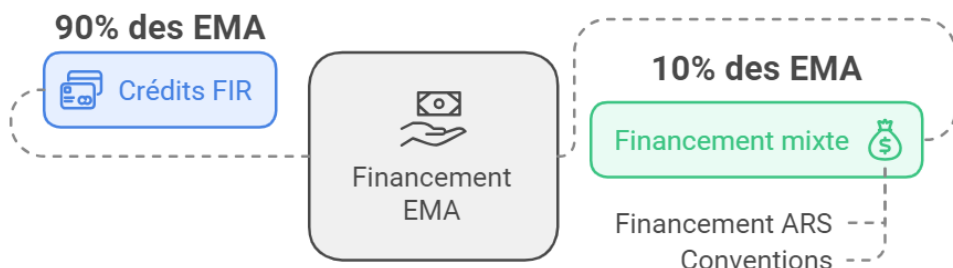 90% des EMA
Crédits FIR
Financement
EMA
10% des EMA
Financement mixte
Financement ARS
Conventions